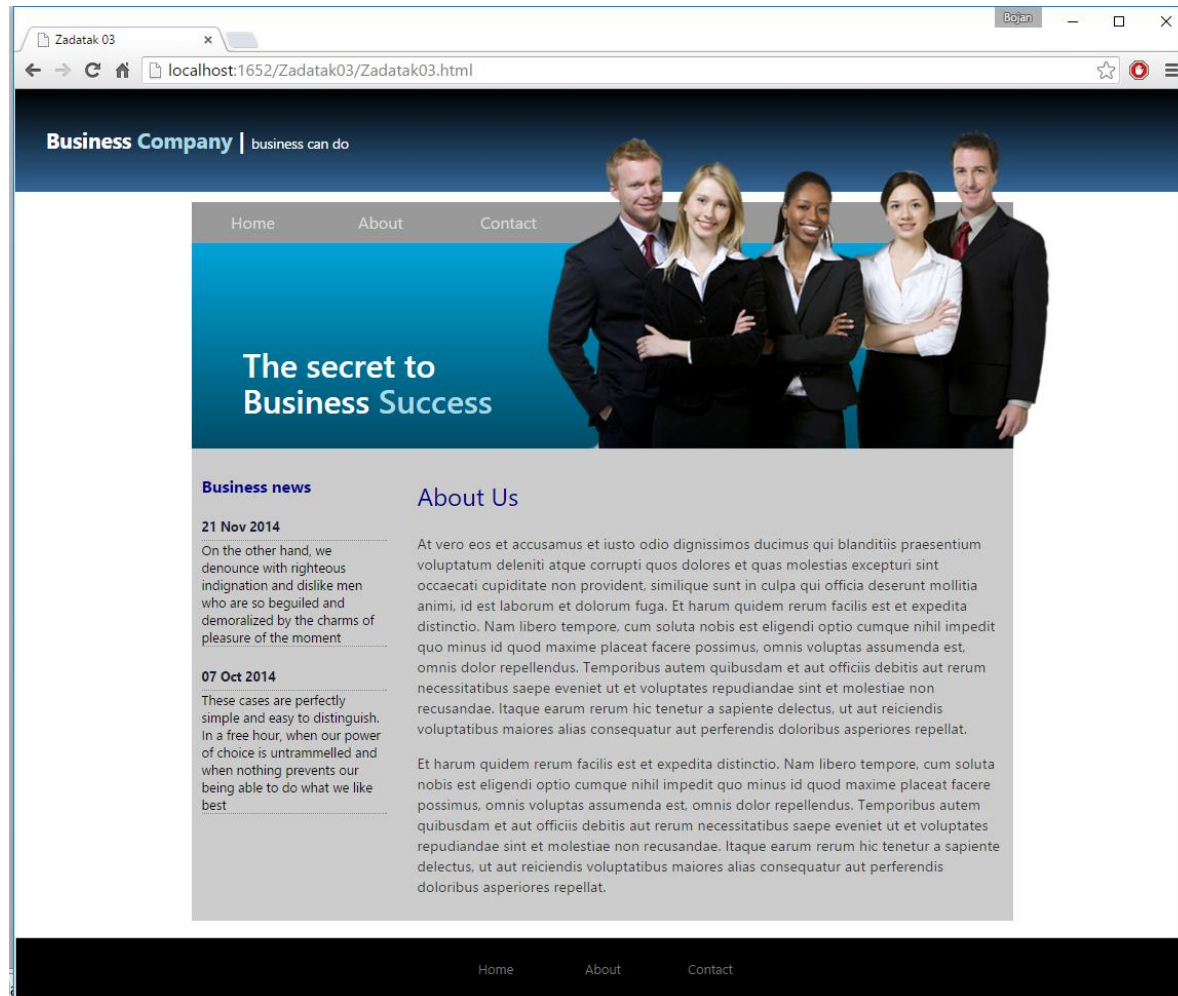 Bojan
Zadatak 03
localhost:1652/Zadatak03/Zadatak03.html
Business Company | business can do
Home About Contact
The secret to
Business Success
Business news
21 Nov 2014
On the other hand, we
denounce with righteous
indignation and dislike men
who are so beguiled and
demoralized by the charms of
pleasure of the moment
07 Oct 2014
These cases are perfectly
simple and easy to distinguish.
In a free hour, when our power
of choice is untrammelled and
when nothing prevents our
being able to do what we like
best
About Us
At vero eos et accusamus et iusto odio dignissimos ducimus qui blanditiis praesentium
voluptatum deleniti atque corrupti quos dolores et quas molestias excepturi sint
occaecati cupiditate non provident, similique sunt in culpa qui officia deserunt mollitia
animi, id est laborum et dolorum fuga. Et harum quidem rerum facilis est et expedita
distinctio. Nam libero tempore, cum soluta nobis est eligendi optio cumque nihil impedit
quo minus id quod maxime placeat facere possimus, omnis voluptas assumenda est,
omnis dolor repellendus. Temporibus autem quibusdam et aut officiis debitis aut rerum
necessitatibus saepe eveniet ut et voluptates repudiandae sint et molestiae non
recusandae. Itaque earum rerum hic tenetur a sapiente delectus, ut aut reiciendis
voluptatibus maiores alias consequatur aut perferendis doloribus asperiores repellat.
Et harum quidem rerum facilis est et expedita distinctio. Nam libero tempore, cum soluta
nobis est eligendi optio cumque nihil impedit quo minus id quod maxime placeat facere
possimus, omnis voluptas assumenda est, omnis dolor repellendus. Temporibus autem
quibusdam et aut officiis debitis aut rerum necessitatibus saepe eveniet ut et voluptates
repudiandae sint et molestiae non recusandae. Itaque earum rerum hic tenetur a sapiente
delectus, ut aut reiciendis voluptatibus maiores alias consequatur aut perferendis
doloribus asperiores repellat.
Home About Contact